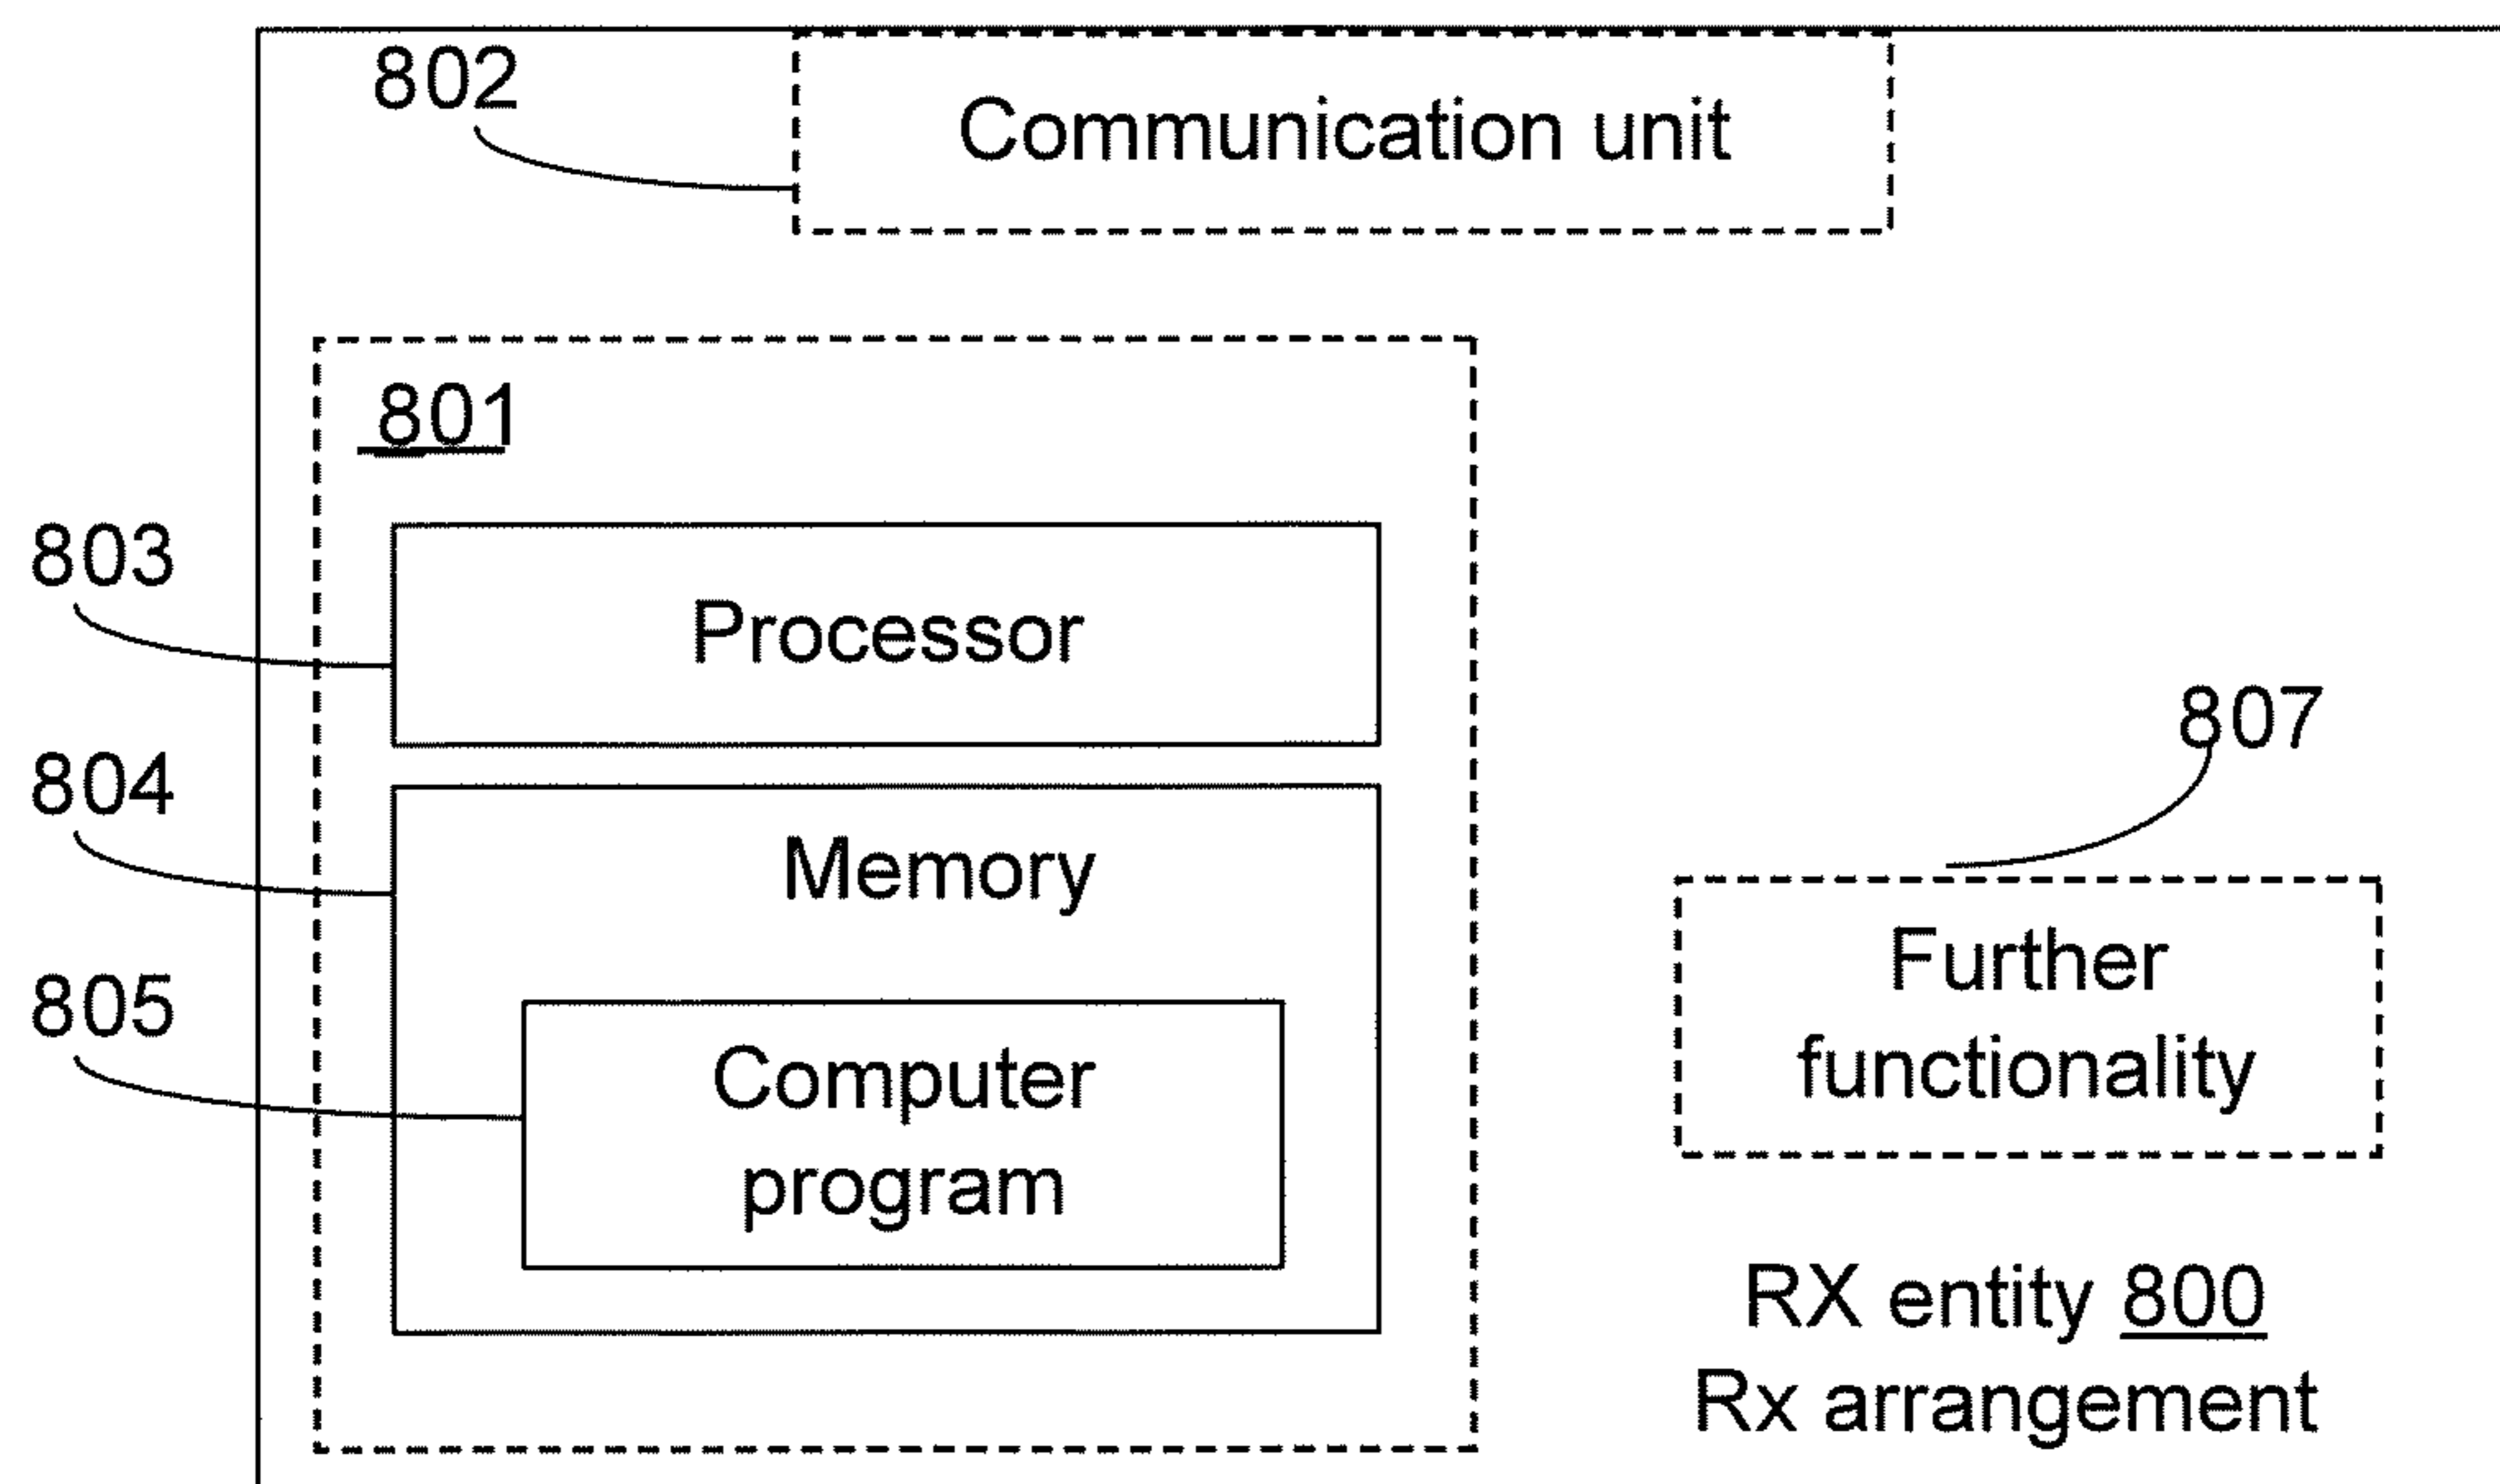 802
Communication unit
801
803
Processor
807
804
Memory
Further
functionality
805
Computer
program
RX entity 800
Rx arrangement